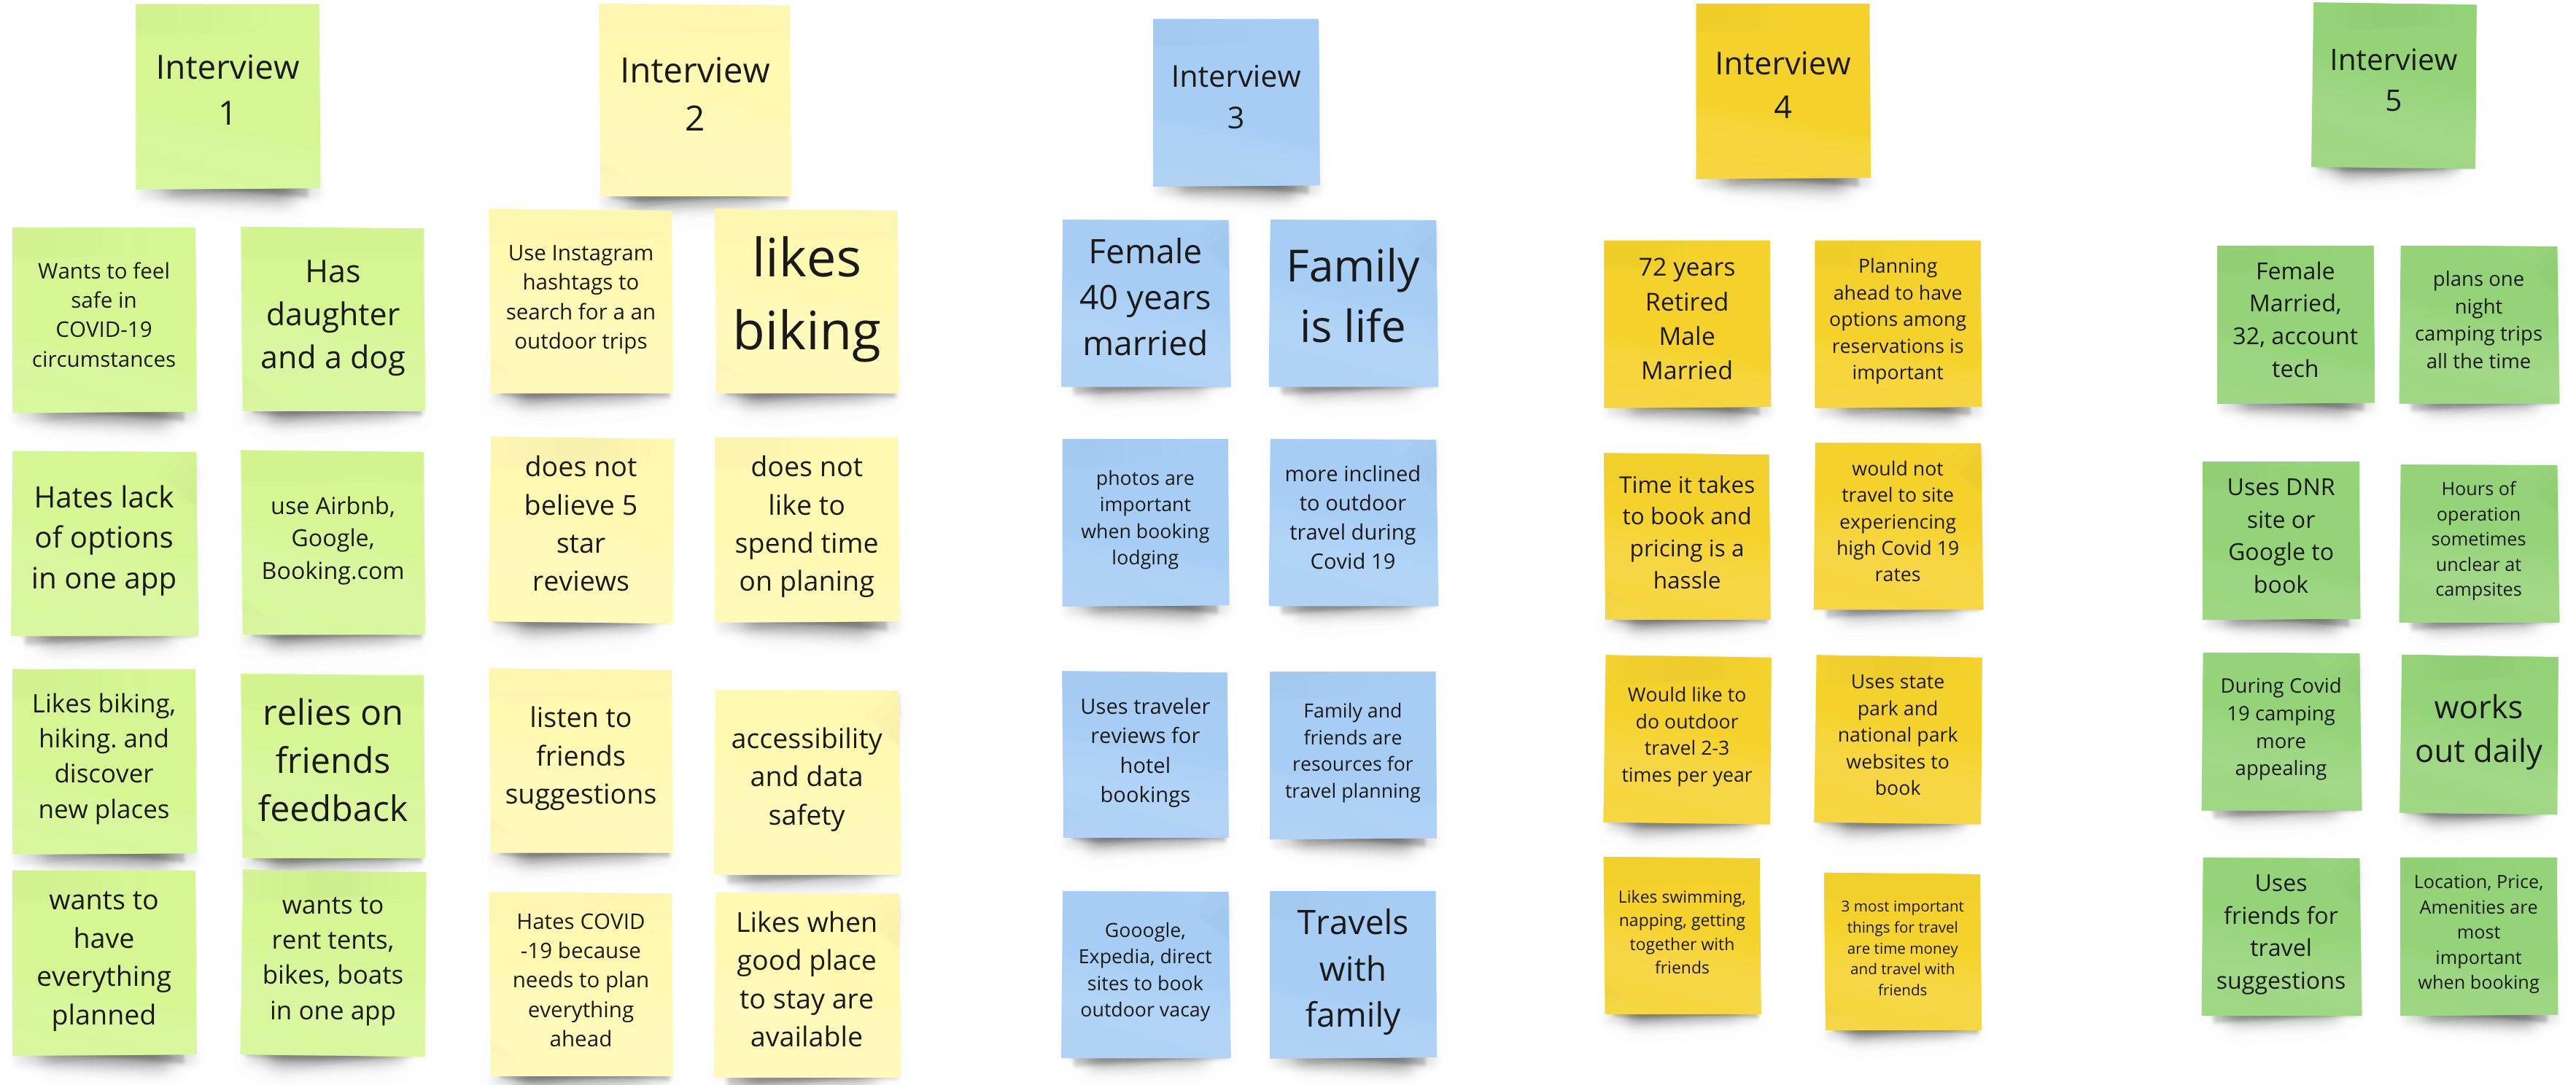 Interview
1
Wants to feel
safe in
COVID-19
circumstances
Has
daughter
and a dog
Hates lack
of options
in one app
use Airbnb,
Google,
Booking.com
Likes biking,
hiking. and
discover
new places
relies on
friends
feedback
wants to
have
everything
planned
wants to
rent tents,
bikes, boats
in one app
Interview
2
Use Instagram
hashtags to
search for a an
outdoor trips
likes
biking
does not
believe 5
star
reviews
does not
like to
spend time
on planing
listen to
friends
suggestions
accessibility
and data
safety
Hates COVID
-19 because
needs to plan
everything
ahead
Likes when
good place
to stay are
available
Interview
3
Female
40 years
married
Family
is life
photos are
important
when booking
lodging
more inclined
to outdoor
travel during
Covid 19
Uses traveler
reviews for
hotel
bookings
Family and
friends are
resources for
travel planning
Gooogle,
Expedia, direct
sites to book
outdoor vacay
Travels
with
family
Interview
4
72 years
Retired
Male
Married
Planning
ahead to have
options among
reservations is
important
Time it takes
to book and
pricing is a
hassle
would not
travel to site
experiencing
high Covid 19
rates
Would like to
do outdoor
travel 2-3
times per year
Uses state
park and
national park
websites to
book
Likes swimming,
napping, getting
together with
friends
3 most important
things for travel
are time money
and travel with
friends
Interview
5
Female
Married,
32, account
tech
plans one
night
camping trips
all the time
Uses DNR
site or
Google to
book
Hours of
operation
sometimes
unclear at
campsites
During Covid
19 camping
more
appealing
works
out daily
Uses
friends for
travel
suggestions
Location, Price,
Amenities are
most
important
when booking